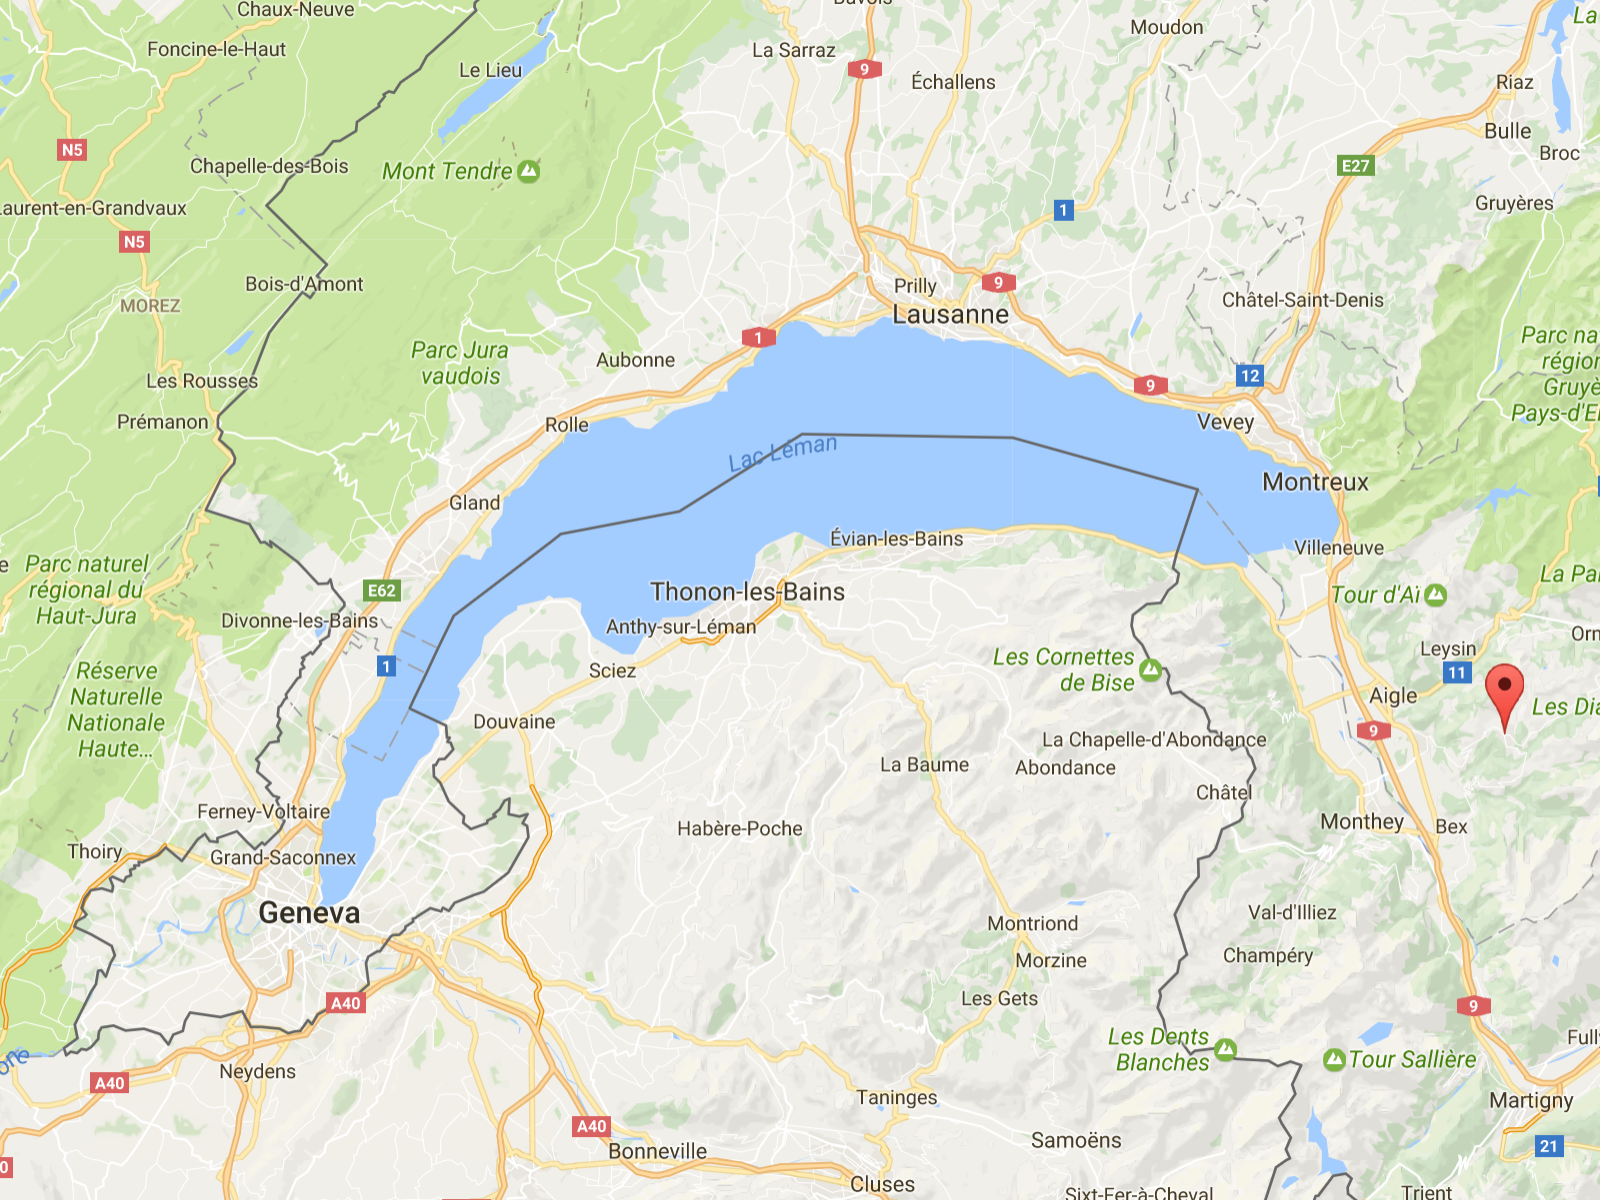 Chaux-Neuve
Foncine-le-Haut
Le Lieu
La Sarraz
9
Échallens
Moudon
Riaz
Bulle
Broc
N5
Chapelle-des-Bois
Mont Tendre
E27
Gruyères
1
Laurent-en-Grandvaux
N5
Bois-d'Amont
MOREZ
Prilly
9
Lausanne
Châtel-Saint-Denis
1
Parc Jura
vaudois
Aubonne
Les Rousses
Prémanon
Rolle
9
12
Vevey
Parc na
région
Gruyè
Pays-d'E
Lac Léman
Gland
Montreux
Évian-les-Bains
Villeneuve
Parc naturel
régional du
Haut-Jura
E62
Thonon-les-Bains
Tour d'Aï
Divonne-les-Bains
Anthy-sur-Léman
Leysin
11
1
Sciez
Les Cornettes
de Bise
Aigle
Réserve
Naturelle
Nationale
Haute...
Douvaine
9
Les Dia
La Chapelle-d'Abondance
La Baume
Abondance
Châtel
Ferney-Voltaire
Habère-Poche
Monthey
Bex
Thoiry
Grand-Saconnex
Geneva
Montriond
Val-d'Illiez
Morzine
Champéry
Les Gets
A40
9
Les Dents
Blanches
Tour Sallière
Fully
Neydens
A40
Taninges
Martigny
A40
Samoëns
21
Bonneville
Cluses
Sixt-Fer-à-Cheval
Trient